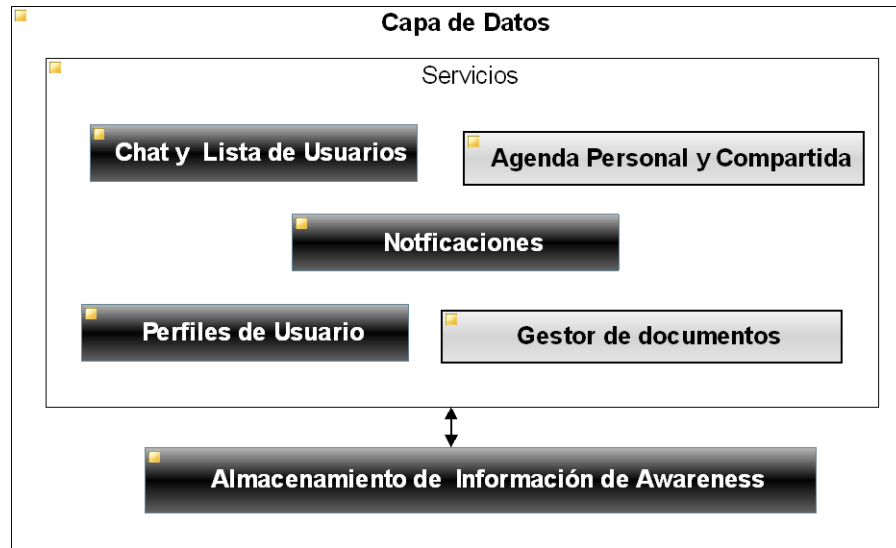 Capa de Datos
Servicios
Chat y Lista de Usuarios
Agenda Personal y Compartida
Notficaciones
Perfiles de Usuario
Gestor de documentos
Almacenamiento de Información de Awareness